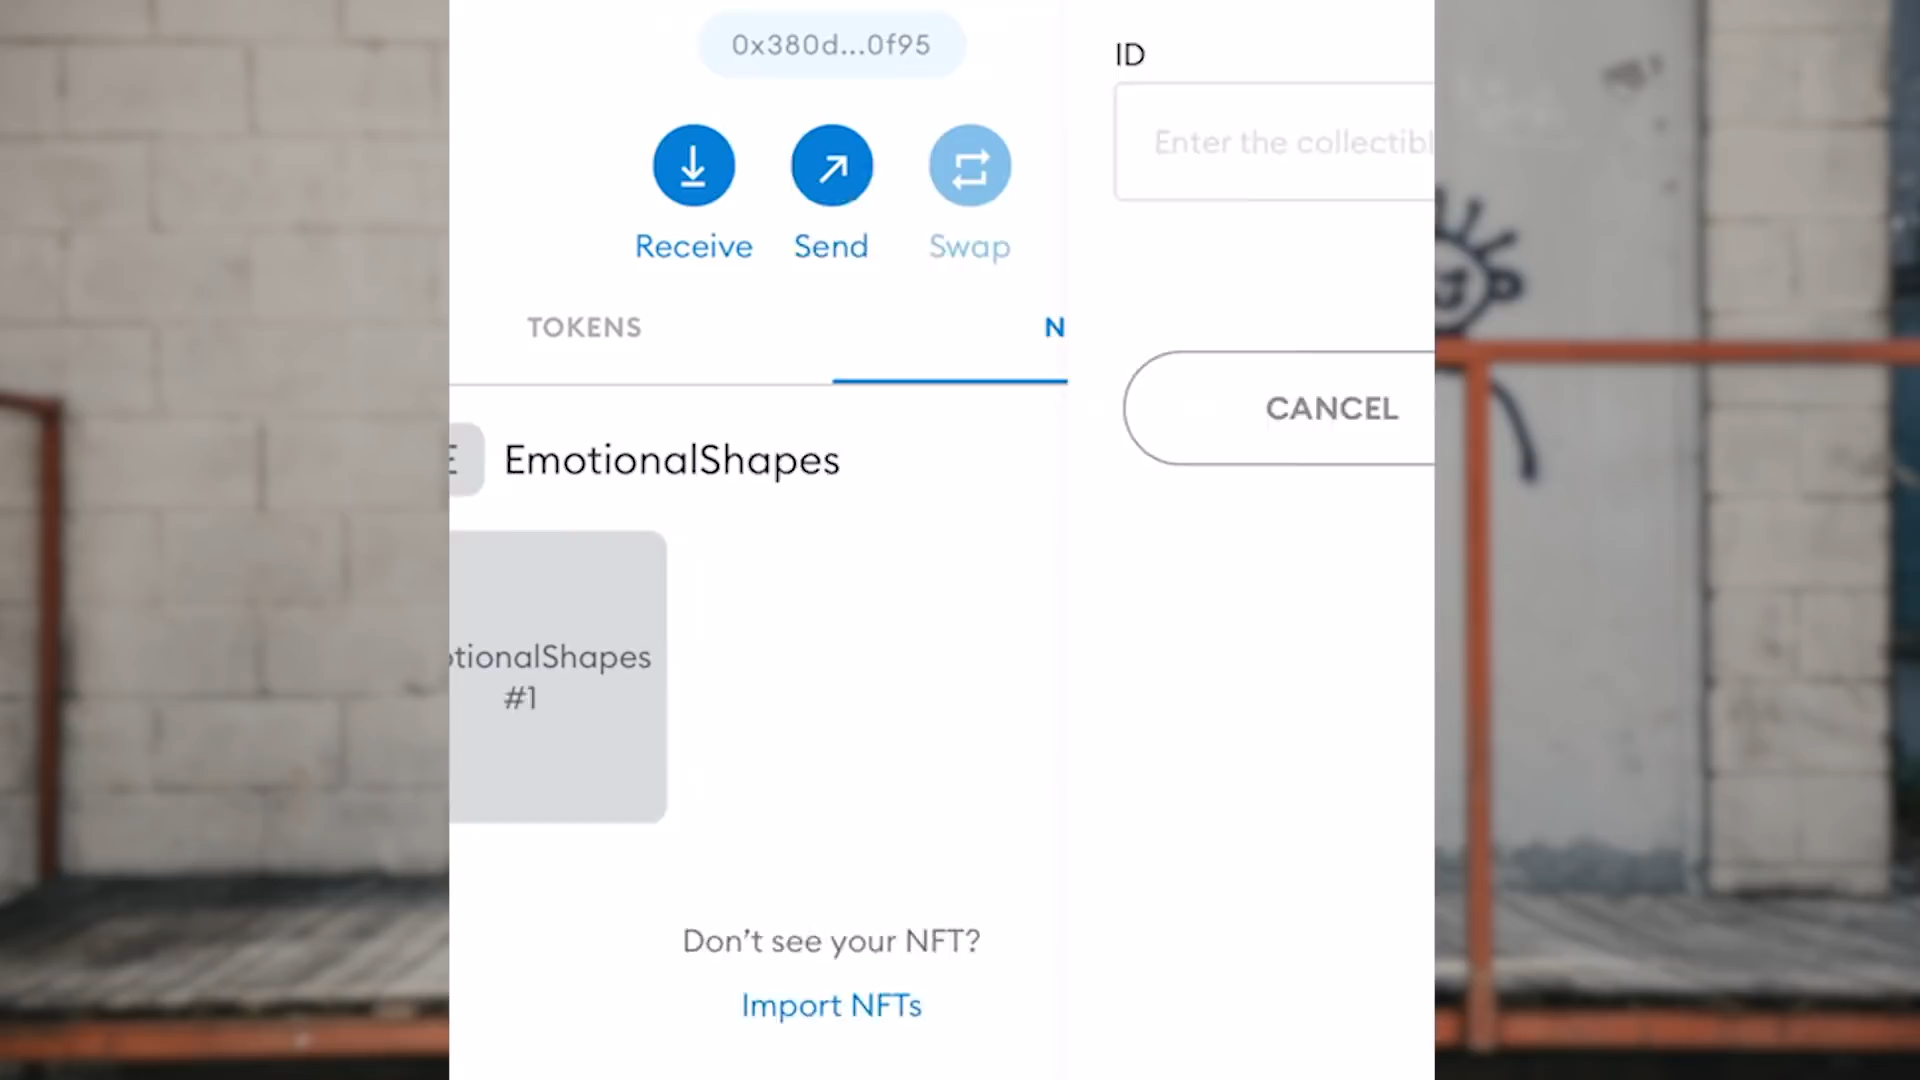 0x380d...0f95
Receive Send Swap
TOKENS N
E EmotionalShapes
otionalShapes
#1
Don't see your NFT?
Import NFTs
ID
Enter the collectibl
CANCEL